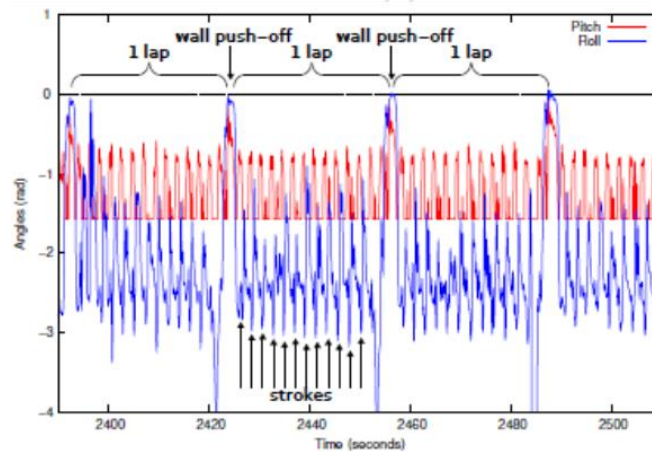 1
wall push-off wall push-off
Pitch
Roll
1 lap 1 lap 1 lap
0
-1
Angles (rad)
-2
-3
strokes
-4
2400 2420 2440 2460 2480 2500
Time (seconds)